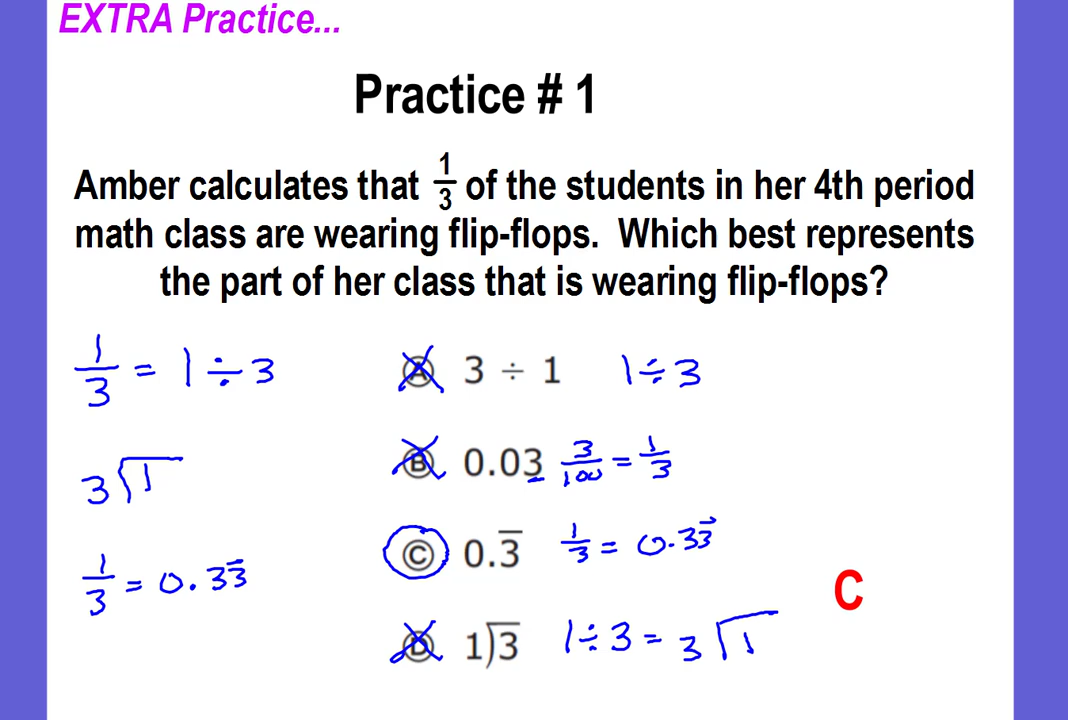 EXTRA Practice...
Practice # 1
Amber calculates that 1/3 of the students in her 4th period
math class are wearing flip-flops. Which best represents
the part of her class that is wearing flip-flops?
1/3 = 1 ÷ 3
Ⓐ 3 ÷ 1 1 ÷ 3
Ⓑ 0.03 3/100 = 1/3
3⟌1
Ⓒ 0.3̅ 1/3 = 0.33̅
1/3 = 0.33̅
C
Ⓓ 1⟌3 1 ÷ 3 = 3⟌1